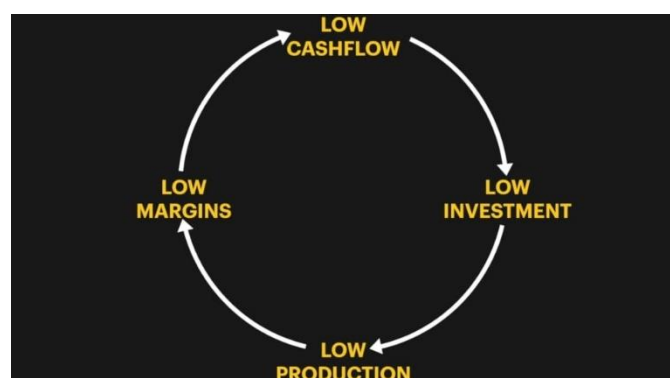 LOW
CASHFLOW
LOW
INVESTMENT
LOW
PRODUCTION
LOW
MARGINS